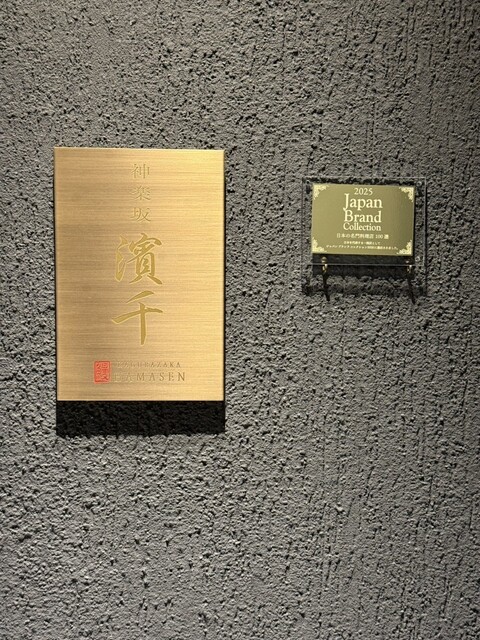 神楽坂
濱千
KAGURAZAKA
HAMASEN
2025
Japan
Brand
Collection
日本の名門料理店 100 選